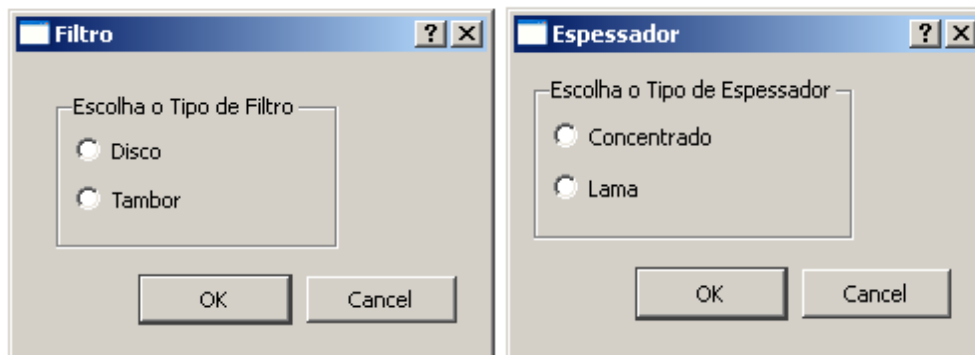 Filtro
Escolha o Tipo de Filtro
Disco
Tambor
OK Cancel
Espessador
Escolha o Tipo de Espessador
Concentrado
Lama
OK Cancel